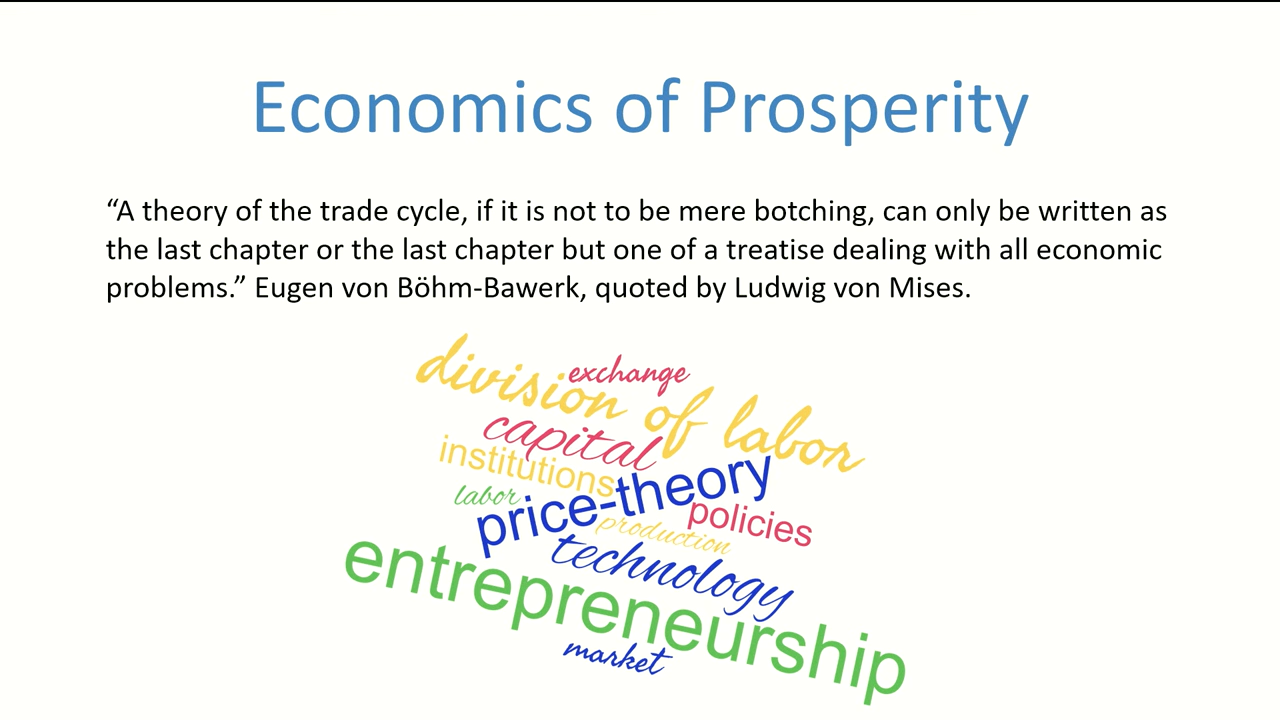 Economics of Prosperity
“A theory of the trade cycle, if it is not to be mere botching, can only be written as
the last chapter or the last chapter but one of a treatise dealing with all economic
problems.” Eugen von Böhm-Bawerk, quoted by Ludwig von Mises.
exchange
division of labor
capital
institutions
price-theory
labor
policies
production
technology
entrepreneurship
market